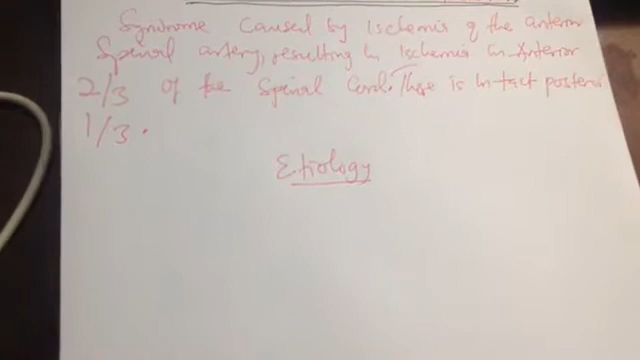 Syndrome caused by Ischemia of the anterior
Spinal artery, resulting in Ischemia in Anterior
2/3 of the Spinal Cord. There is intact posteri
1/3.
Etiology